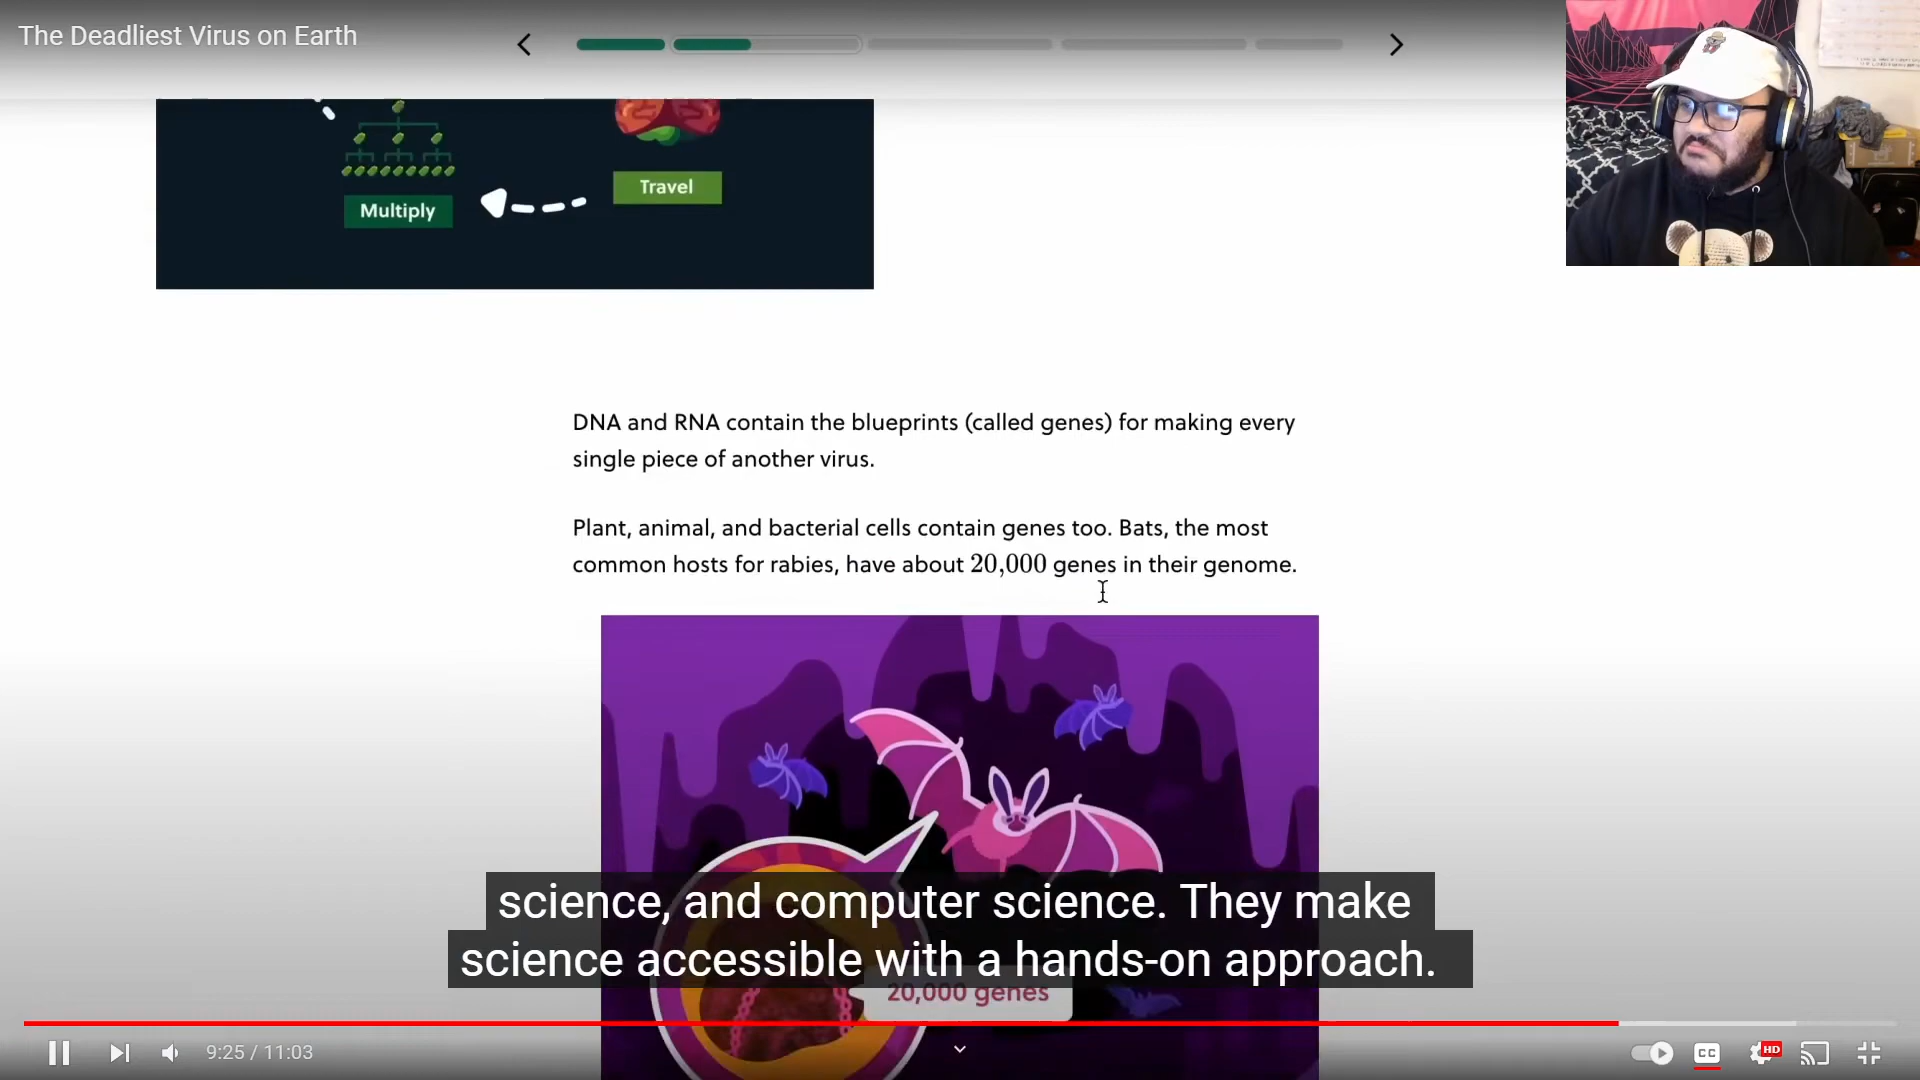 The Deadliest Virus on Earth
Travel
Multiply
DNA and RNA contain the blueprints (called genes) for making every
single piece of another virus.
Plant, animal, and bacterial cells contain genes too. Bats, the most
common hosts for rabies, have about 20,000 genes in their genome.
science, and computer science. They make
science accessible with a hands-on approach.
20,000 genes
9:25 / 11:03
CC
HD